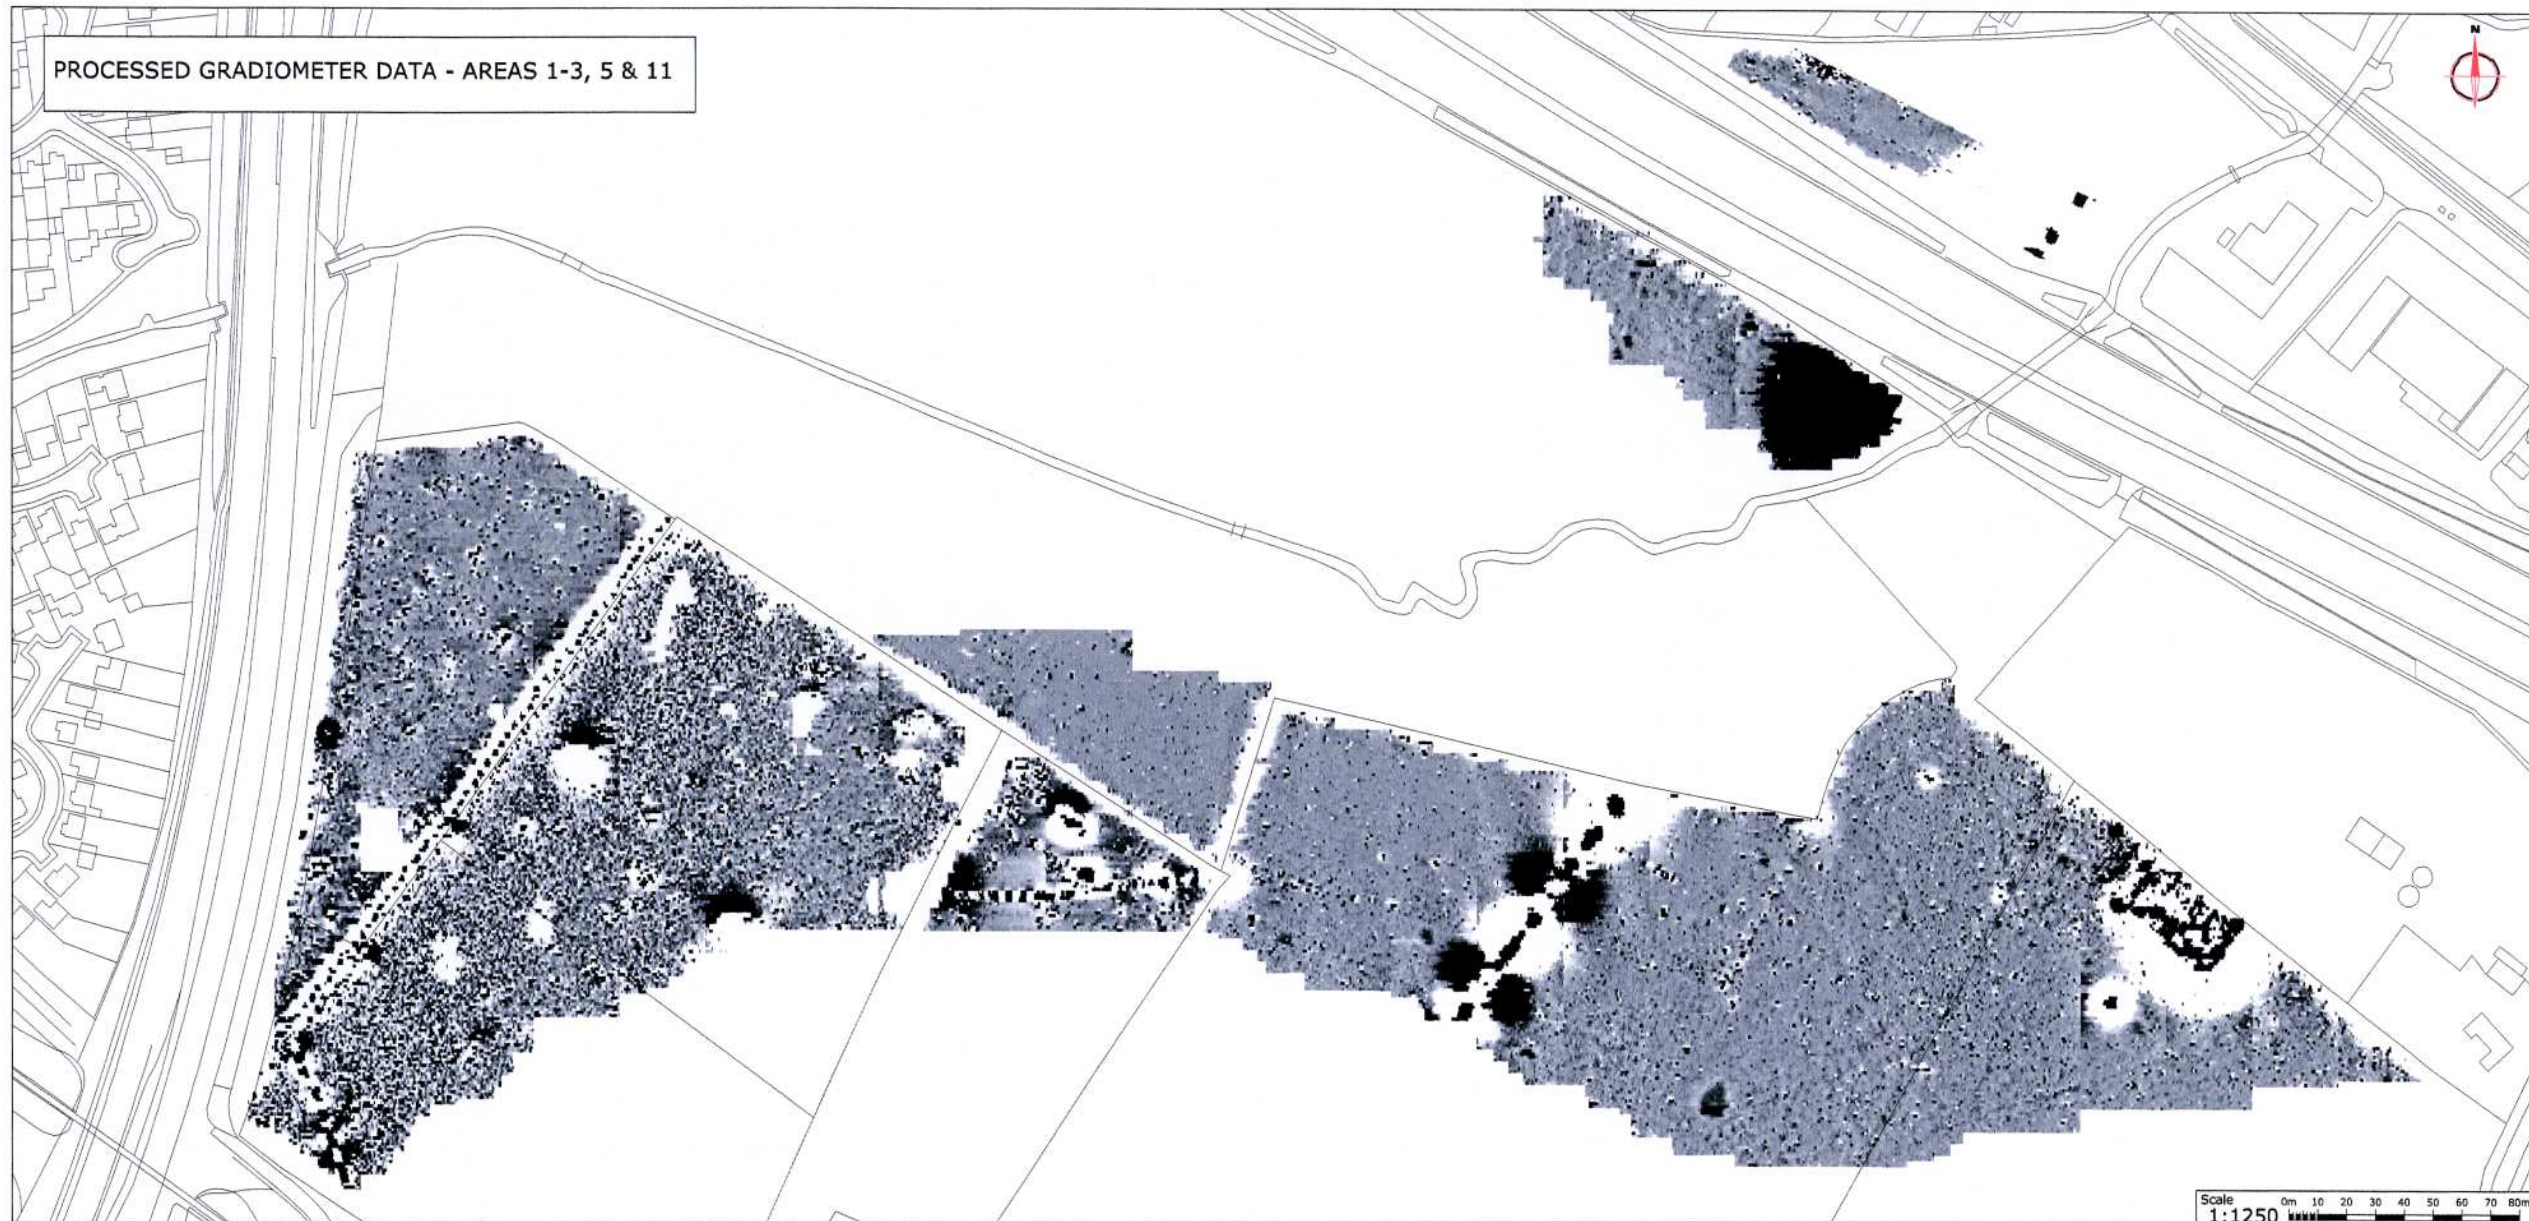 PROCESSED GRADIOMETER DATA - AREAS 1-3, 5 & 11
N
Scale
1:1250
0m 10 20 30 40 50 60 70 80m